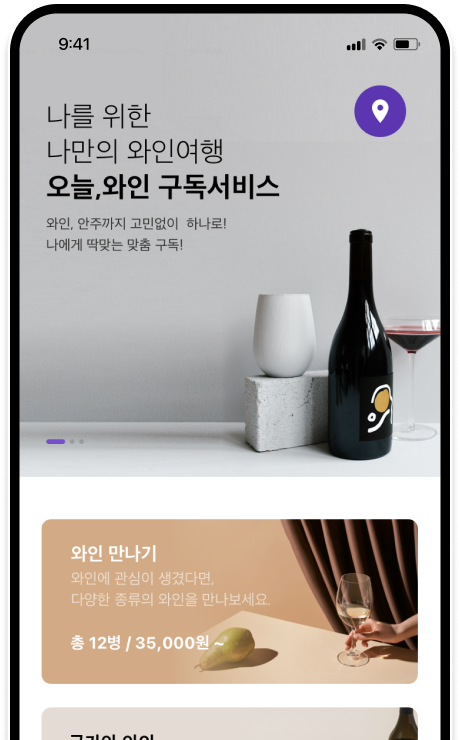 9:41
나를 위한
나만의 와인여행
오늘,와인 구독서비스
와인, 안주까지 고민없이 하나로!
나에게 딱맞는 맞춤 구독!
와인 만나기
와인에 관심이 생겼다면,
다양한 종류의 와인을 만나보세요.
총 12병 / 35,000원 ~